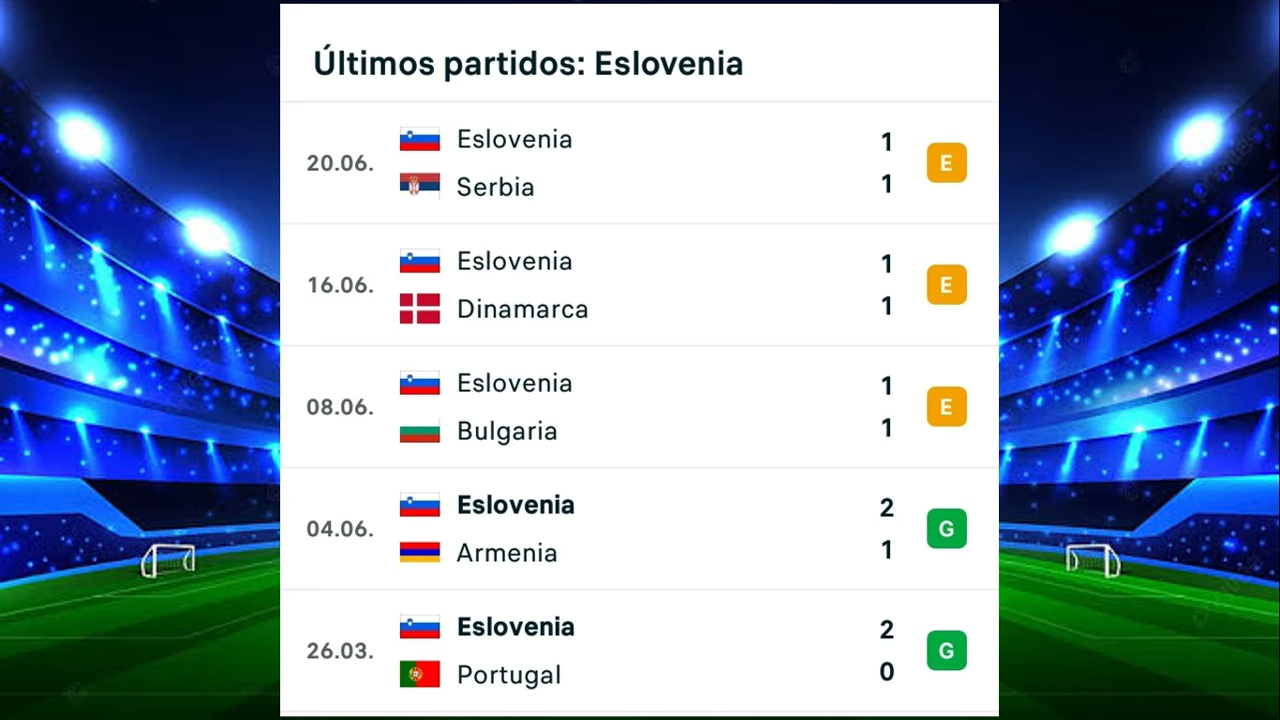 Últimos partidos: Eslovenia
20.06.
Eslovenia 1
Serbia 1
E
16.06.
Eslovenia 1
Dinamarca 1
E
08.06.
Eslovenia 1
Bulgaria 1
E
04.06.
Eslovenia 2
Armenia 1
G
26.03.
Eslovenia 2
Portugal 0
G